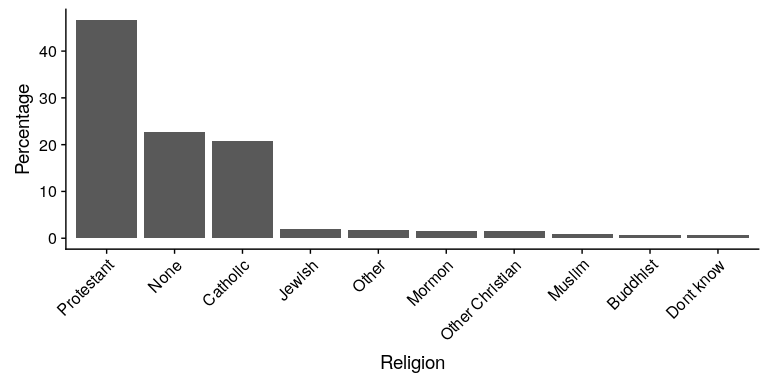 Percentage
40
30
20
10
0
Protestant
None
Catholic
Jewish
Other
Mormon
Other Christian
Muslim
Buddhist
Dont know
Religion